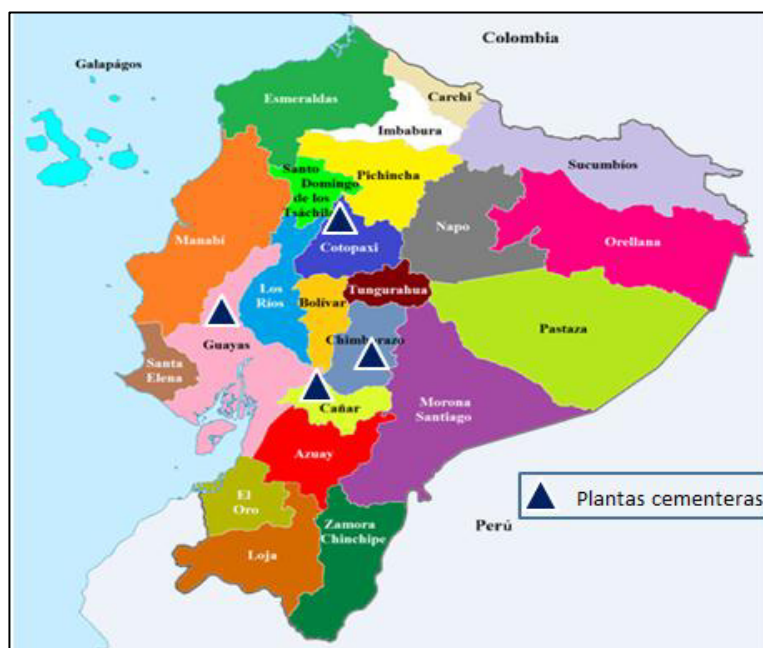 Colombia
Galapágos
Carchi
Esmeraldas
Imbabura
Sucumbíos
Santo
Domingo
de los
Tsáchilas
Pichincha
Napo
Orellana
Manabí
Cotopaxi
Los
Ríos
Bolívar
Tungurahua
Pastaza
Guayas
Chimborazo
Santa
Elena
Morona
Santiago
Cañar
Azuay
Plantas cementeras
El
Oro
Zamora
Chinchipe
Perú
Loja